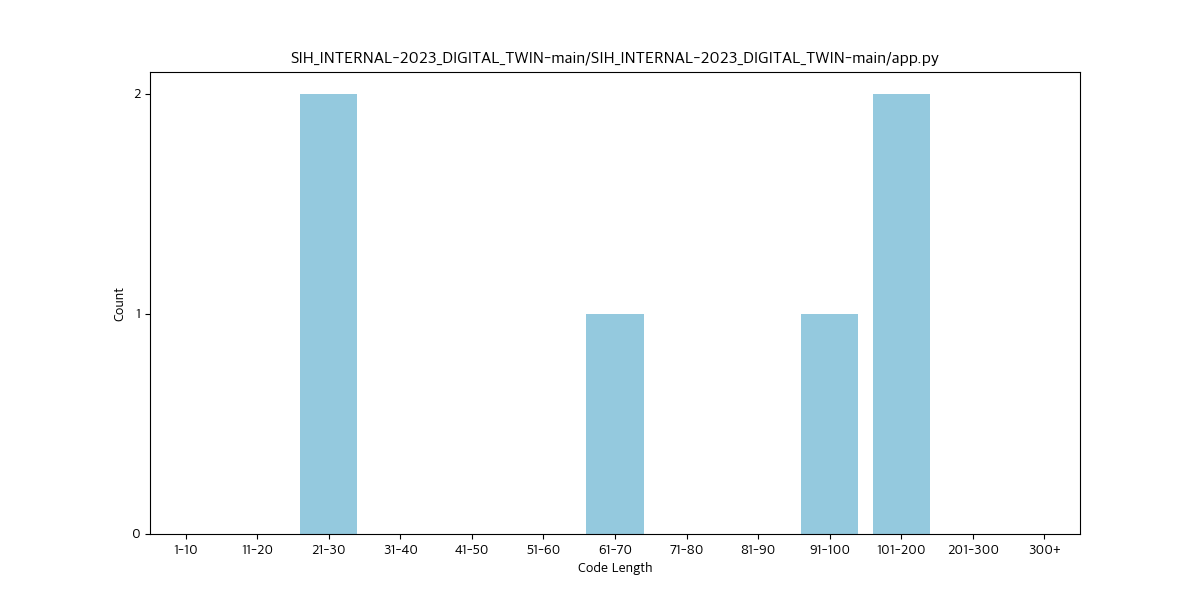 SIH_INTERNAL-2023_DIGITAL_TWIN-main/SIH_INTERNAL-2023_DIGITAL_TWIN-main/app.py
2
1
0
Count
1-10 11-20 21-30 31-40 41-50 51-60 61-70 71-80 81-90 91-100 101-200 201-300 300+
Code Length